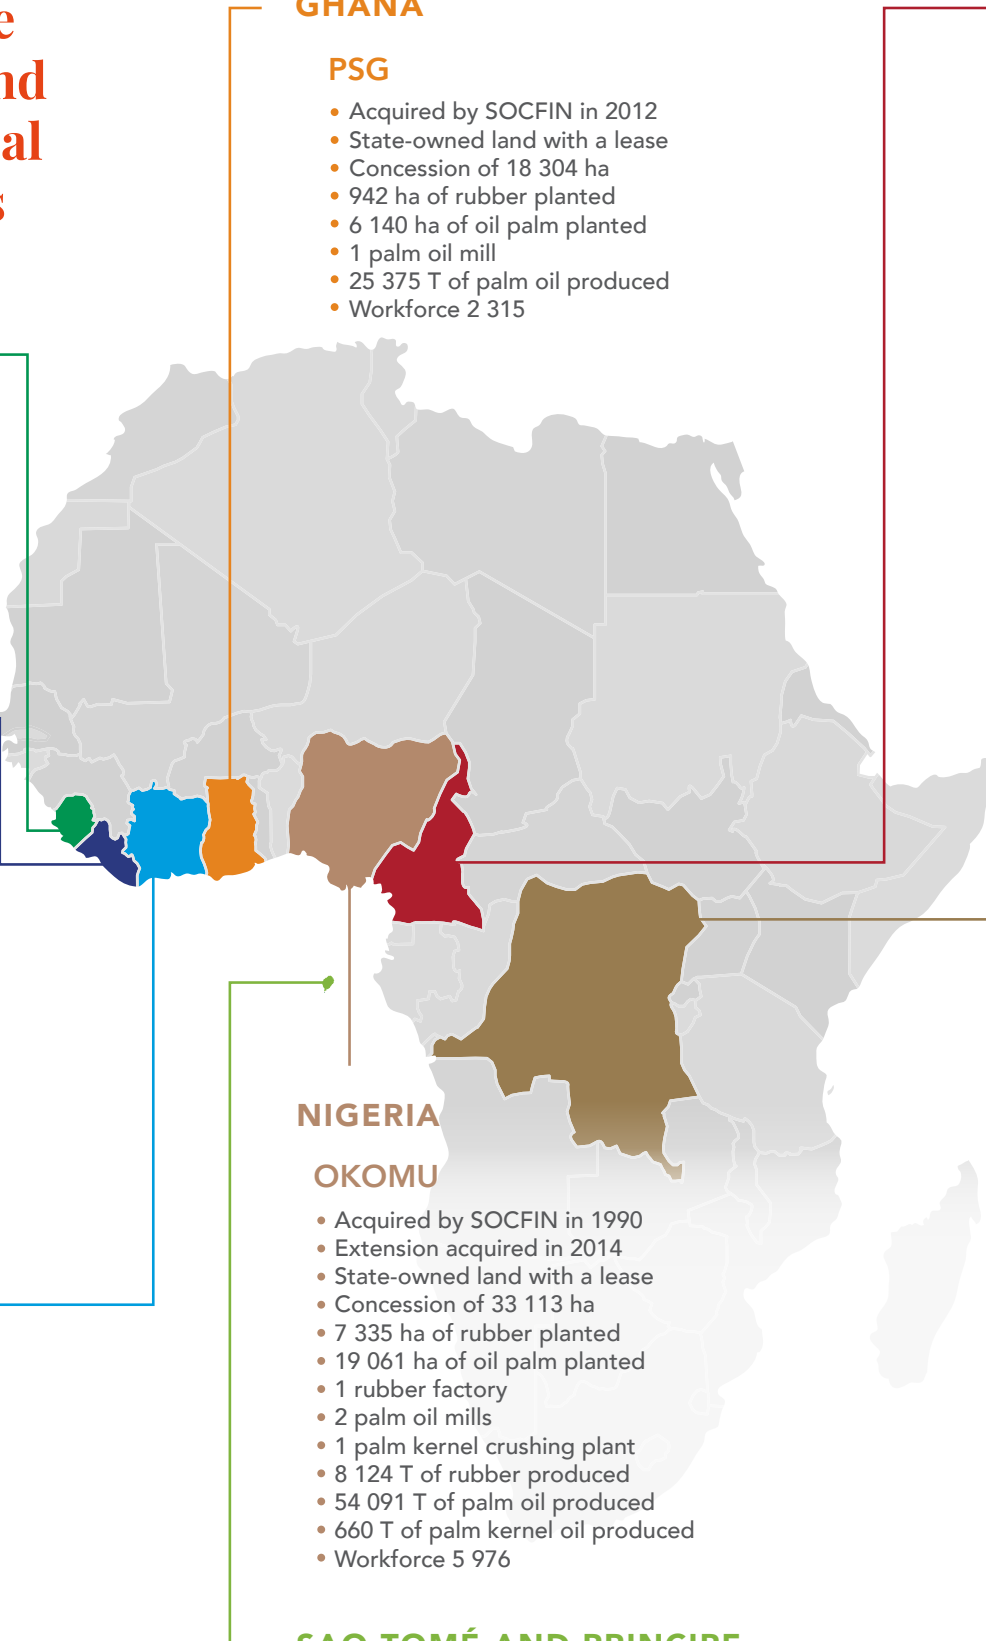 GHANA
PSG
• Acquired by SOCFIN in 2012
• State-owned land with a lease
• Concession of 18 304 ha
• 942 ha of rubber planted
• 6 140 ha of oil palm planted
• 1 palm oil mill
• 25 375 T of palm oil produced
• Workforce 2 315
NIGERIA
OKOMU
• Acquired by SOCFIN in 1990
• Extension acquired in 2014
• State-owned land with a lease
• Concession of 33 113 ha
• 7 335 ha of rubber planted
• 19 061 ha of oil palm planted
• 1 rubber factory
• 2 palm oil mills
• 1 palm kernel crushing plant
• 8 124 T of rubber produced
• 54 091 T of palm oil produced
• 660 T of palm kernel oil produced
• Workforce 5 976
SAO TOMÉ AND PRINCIPE